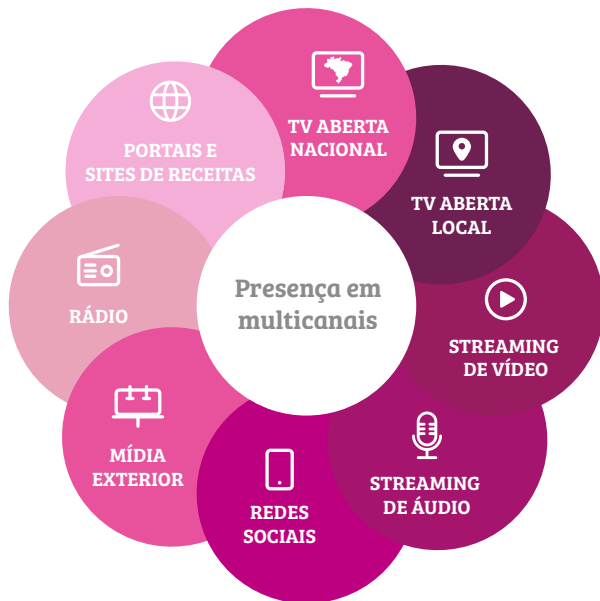 TV ABERTA
NACIONAL
TV ABERTA
LOCAL
STREAMING
DE VÍDEO
STREAMING
DE ÁUDIO
REDES
SOCIAIS
MÍDIA
EXTERIOR
RÁDIO
PORTAIS E
SITES DE RECEITAS
Presença em
multicanais